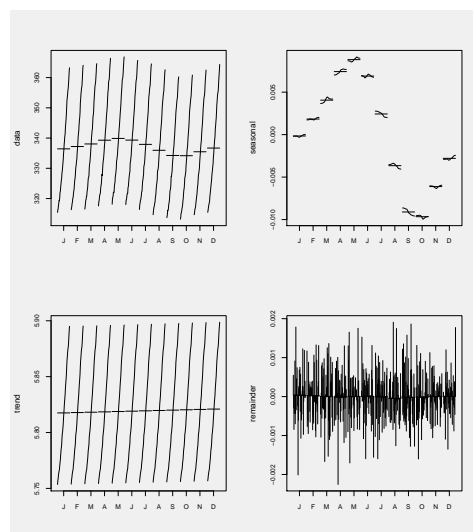 data
320 330 340 350 360
J F M A M J J A S O N D
seasonal
-0.010 -0.005 0.000 0.005
J F M A M J J A S O N D
trend
5.75 5.80 5.85 5.90
J F M A M J J A S O N D
remainder
-0.002 -0.001 0.000 0.001 0.002
J F M A M J J A S O N D